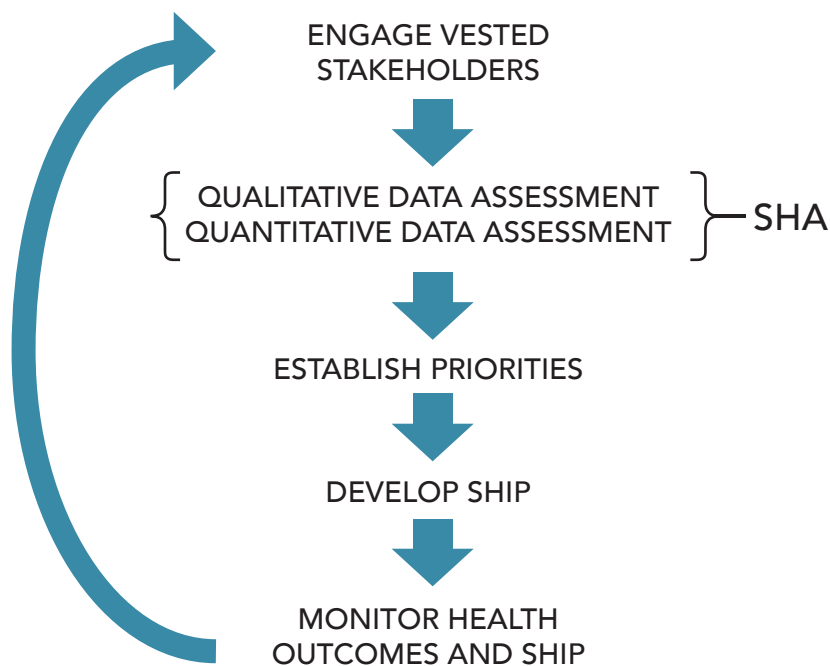 ENGAGE VESTED
STAKEHOLDERS
QUALITATIVE DATA ASSESSMENT
QUANTITATIVE DATA ASSESSMENT
SHA
ESTABLISH PRIORITIES
DEVELOP SHIP
MONITOR HEALTH
OUTCOMES AND SHIP